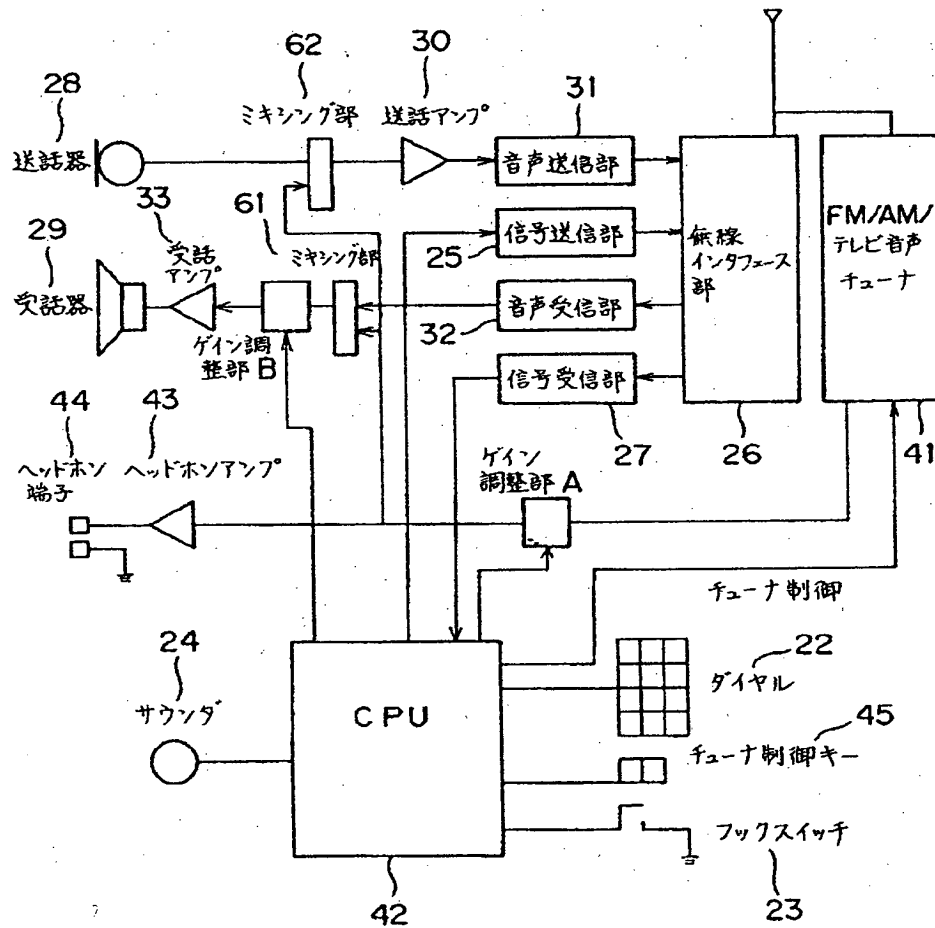 62
30
28
ミキシング部
送話アンプ
31
送話器
音声送信部
33
61
FM/AM/
テレビ音声
チューナ
29
受話
アンプ
ミキシング部
25
信号送信部
無線
インタフェース
部
受話器
32
音声受信部
ゲイン調
整部 B
信号受信部
44
43
27
26
41
ヘッドホン
端子
ヘッドホンアンプ
ゲイン
調整部 A
チューナ制御
24
22
サウンダ
CPU
ダイヤル
45
チューナ制御キー
フックスイッチ
42
23